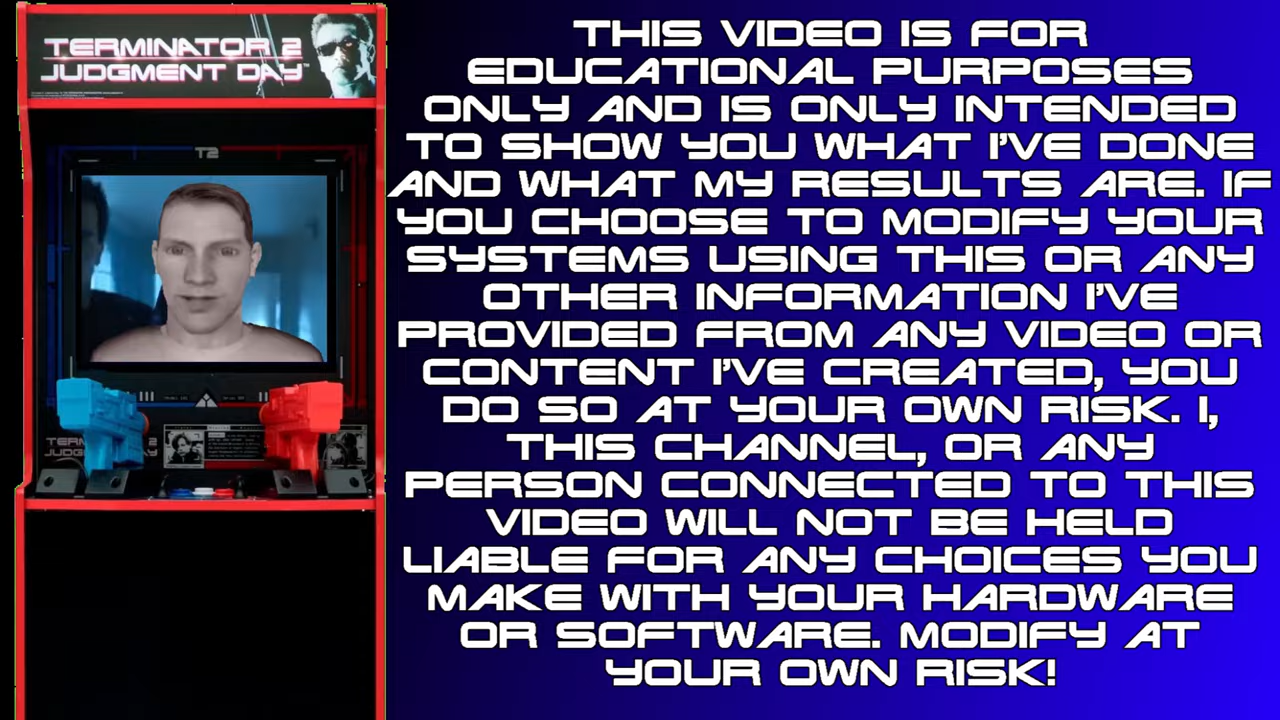 TERMINATOR 2
JUDGMENT DAY™
T2
THIS VIDEO IS FOR
EDUCATIONAL PURPOSES
ONLY AND IS ONLY INTENDED
TO SHOW YOU WHAT I'VE DONE
AND WHAT MY RESULTS ARE. IF
YOU CHOOSE TO MODIFY YOUR
SYSTEMS USING THIS OR ANY
OTHER INFORMATION I'VE
PROVIDED FROM ANY VIDEO OR
CONTENT I'VE CREATED, YOU
DO SO AT YOUR OWN RISK. I,
THIS CHANNEL, OR ANY
PERSON CONNECTED TO THIS
VIDEO WILL NOT BE HELD
LIABLE FOR ANY CHOICES YOU
MAKE WITH YOUR HARDWARE
OR SOFTWARE. MODIFY AT
YOUR OWN RISK!